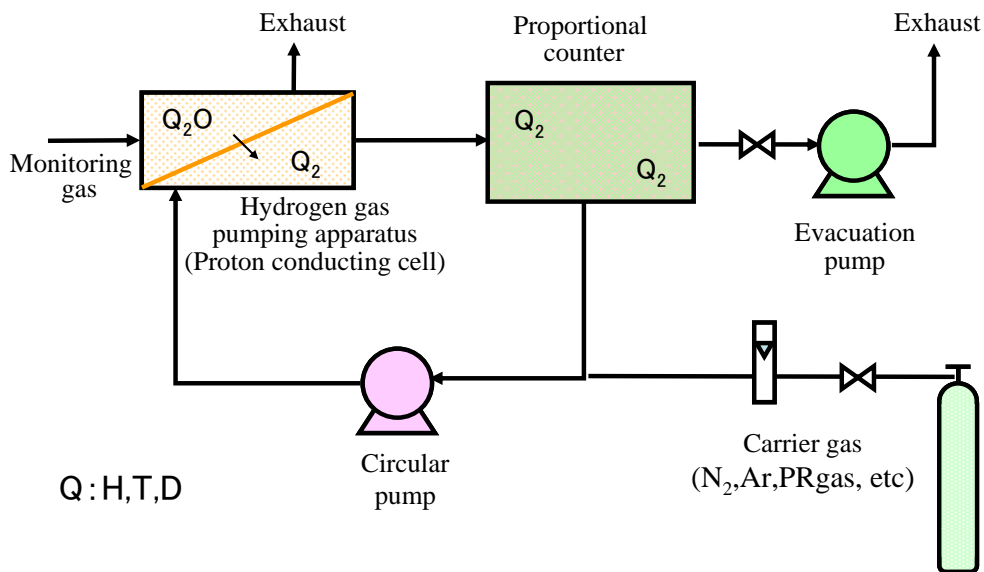 Exhaust
Proportional
counter
Exhaust
Q₂O
Q₂
Q₂
Q₂
Monitoring
gas
Hydrogen gas
pumping apparatus
(Proton conducting cell)
Evacuation
pump
Circular
pump
Carrier gas
(N₂,Ar,PRgas, etc)
Q : H,T,D